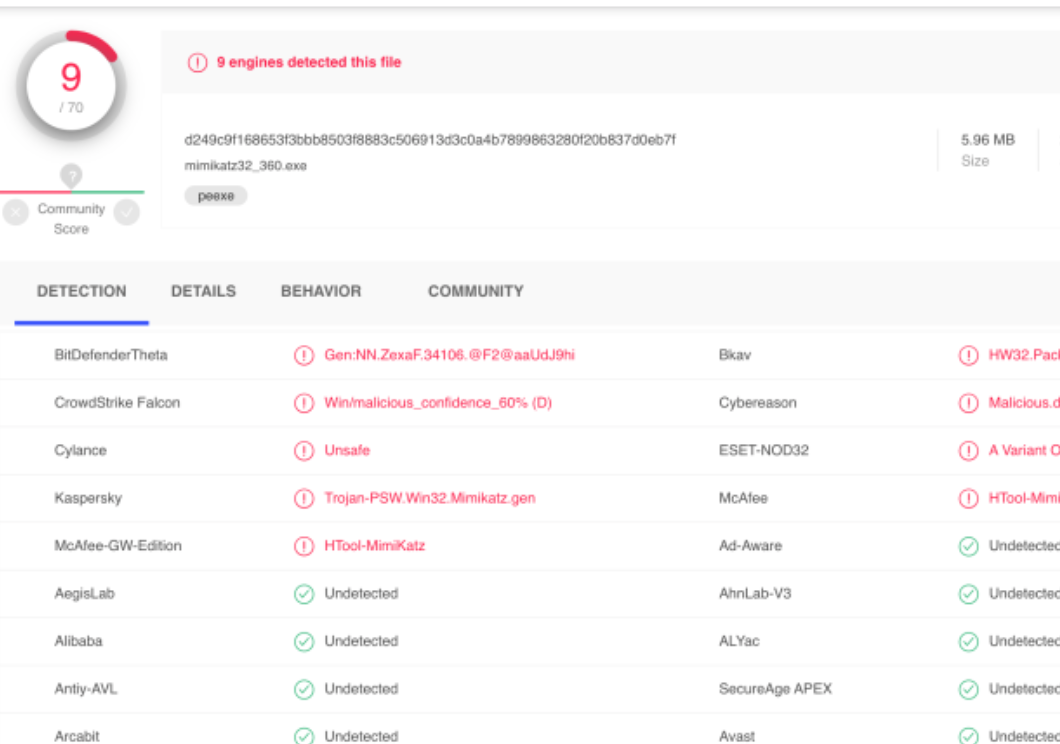 9
/ 70
9 engines detected this file
d249c9f168653f3bbb8503f8883c506913d3c0a4b7899863280f20b837d0eb7f
mimikatz32_360.exe
peexe
5.96 MB
Size
?
Community
Score
DETECTION DETAILS BEHAVIOR COMMUNITY
BitDefenderTheta Gen:NN.ZexaF.34106.@F2@aaUdJ9hi Bkav HW32.Pac
CrowdStrike Falcon Win/malicious_confidence_60% (D) Cybereason Malicious.d
Cylance Unsafe ESET-NOD32 A Variant O
Kaspersky Trojan-PSW.Win32.Mimikatz.gen McAfee HTool-Mimi
McAfee-GW-Edition HTool-MimiKatz Ad-Aware Undetected
AegisLab Undetected AhnLab-V3 Undetected
Alibaba Undetected ALYac Undetected
Antiy-AVL Undetected SecureAge APEX Undetected
Arcabit Undetected Avast Undetected